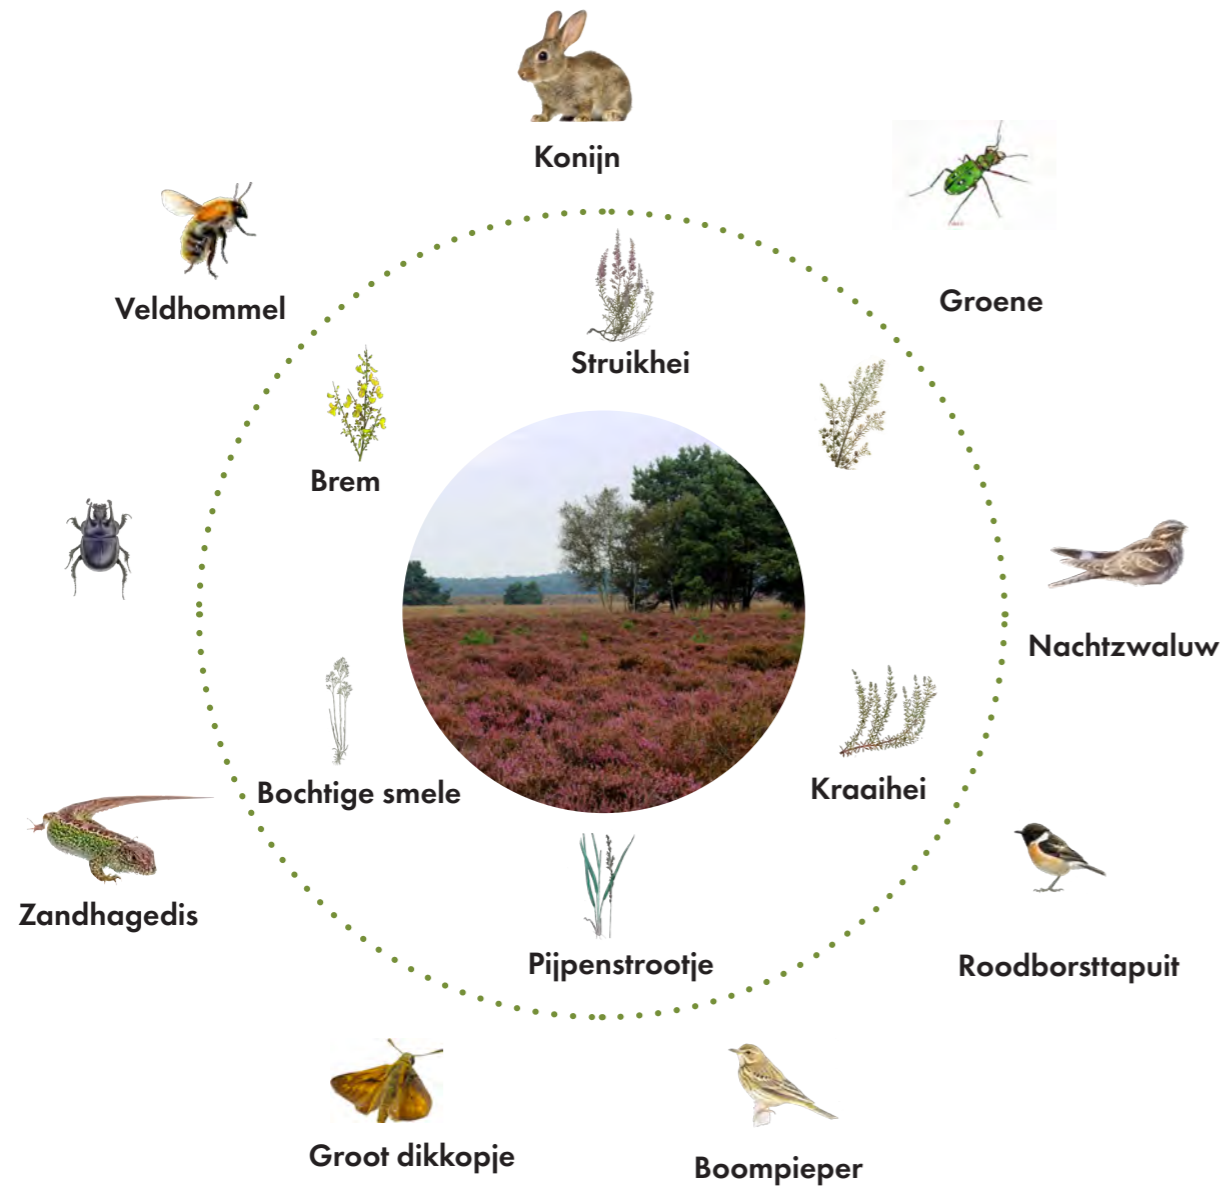 Konijn
Veldhommel
Groene
Struikhei
Brem
Nachtzwaluw
Bochtige smele
Kraaihei
Zandhagedis
Pijpenstrootje
Roodborsttapuit
Groot dikkopje
Boompieper